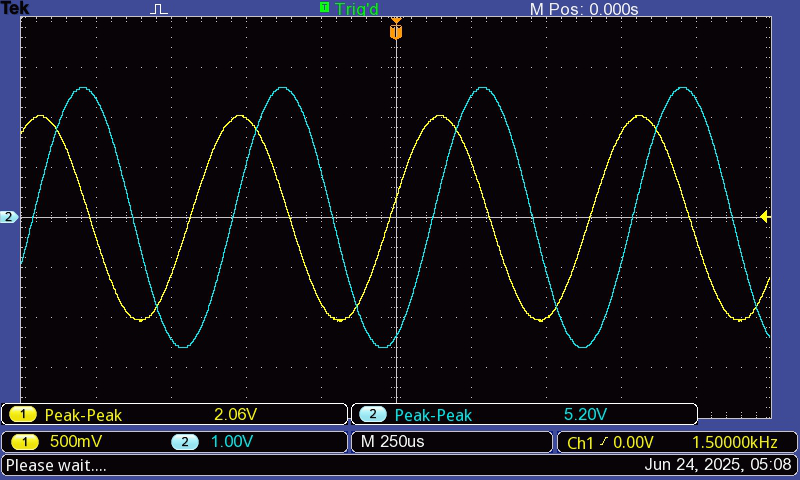 Tek T Trig'd M Pos: 0.000s
T
2
1 Peak-Peak 2.06V 2 Peak-Peak 5.20V
1 500mV 2 1.00V M 250us Ch1 0.00V 1.50000kHz
Please wait.... Jun 24, 2025, 05:08